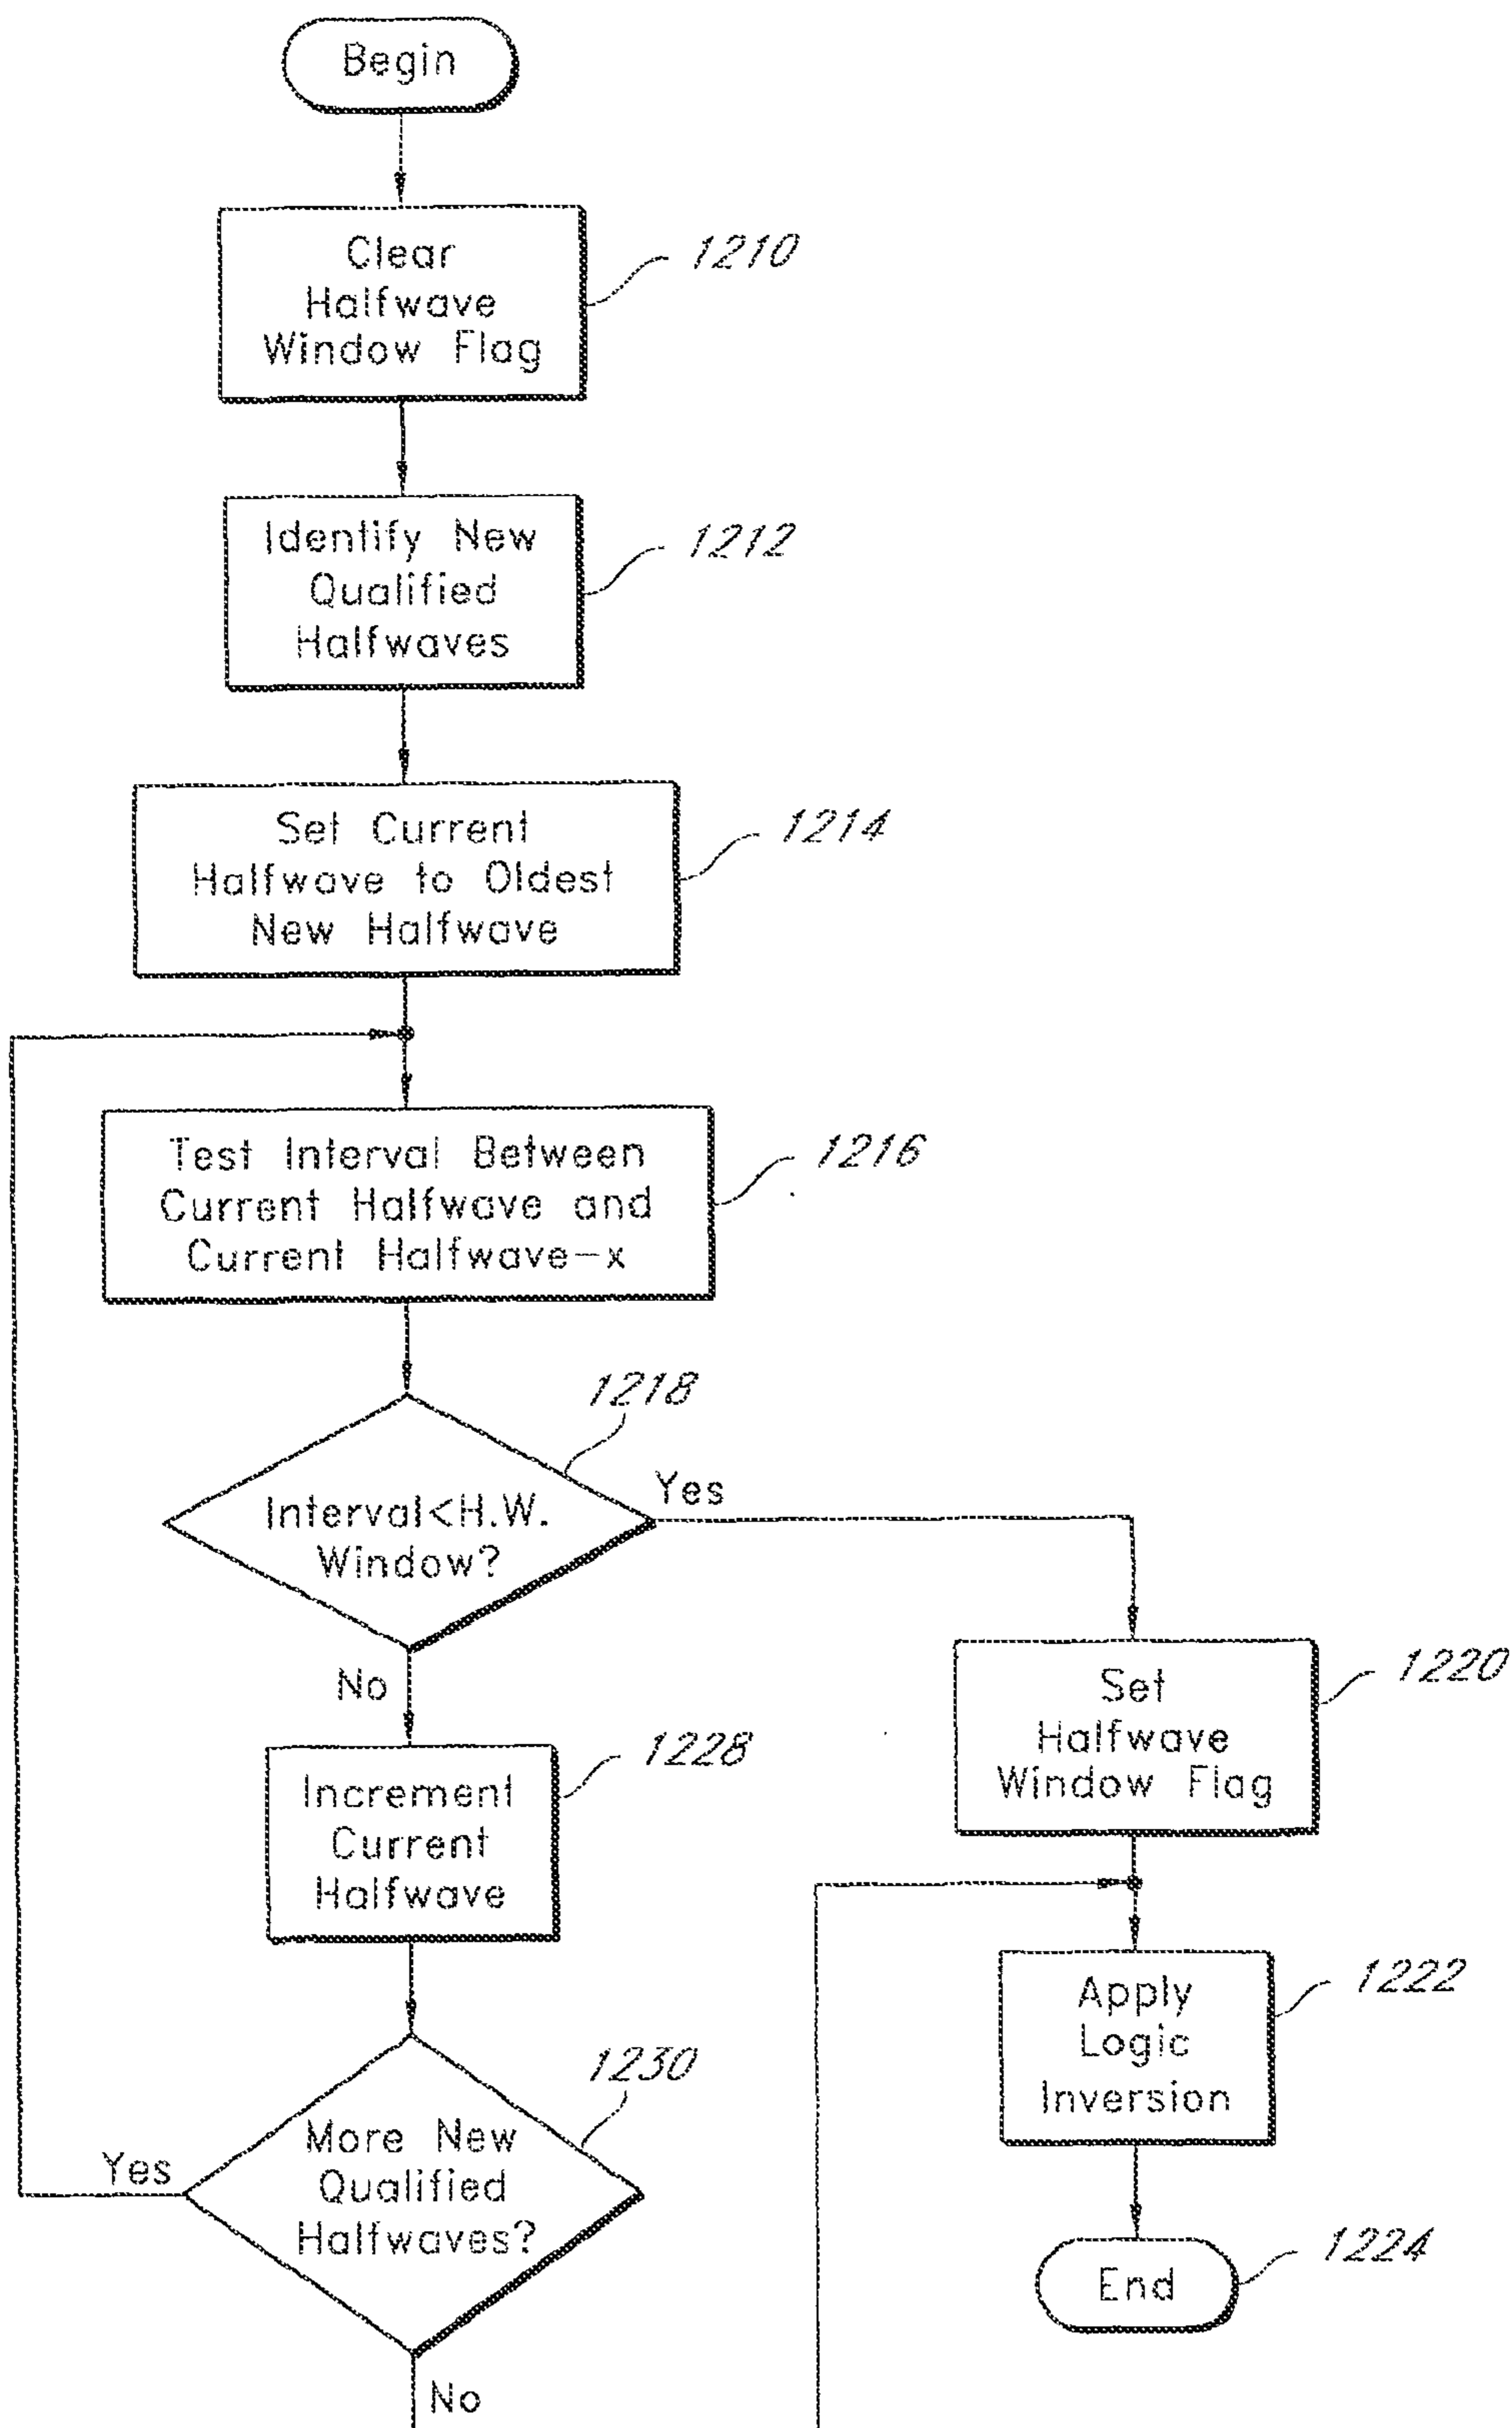 Begin
Clear
Halfwave
Window Flag
1210
Identify New
Qualified
Halfwaves
1212
Set Current
Halfwave to Oldest
New Halfwave
1214
Test Interval Between
Current Halfwave and
Current Halfwave-x
1216
1218
Interval<H.W.
Window?
Yes
No
Set
Halfwave
Window Flag
1220
Increment
Current
Halfwave
1228
Apply
Logic
Inversion
1222
1230
More New
Qualified
Halfwaves?
Yes
No
End
1224